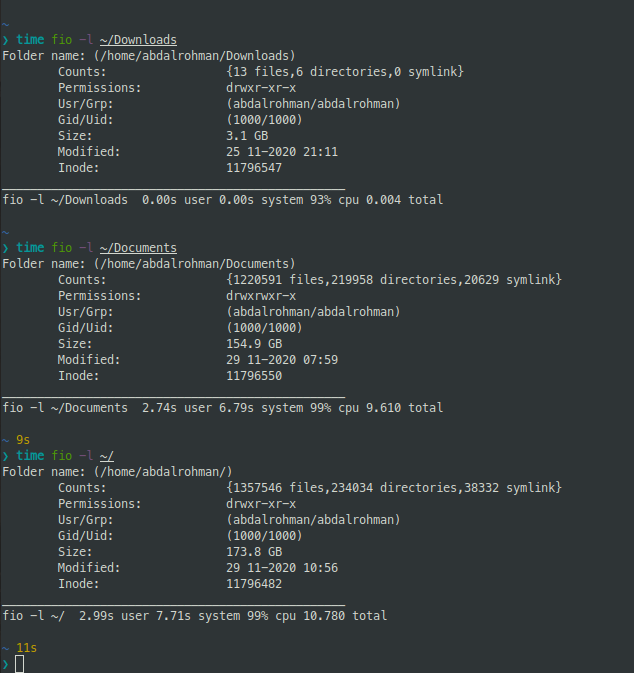 ~
❯ time fio -l ~/Downloads
Folder name: (/home/abdalrohman/Downloads)
Counts: {13 files,6 directories,0 symlink}
Permissions: drwxr-xr-x
Usr/Grp: (abdalrohman/abdalrohman)
Gid/Uid: (1000/1000)
Size: 3.1 GB
Modified: 25 11-2020 21:11
Inode: 11796547
fio -l ~/Downloads  0.00s user 0.00s system 93% cpu 0.004 total
~
❯ time fio -l ~/Documents
Folder name: (/home/abdalrohman/Documents)
Counts: {1220591 files,219958 directories,20629 symlink}
Permissions: drwxrwxr-x
Usr/Grp: (abdalrohman/abdalrohman)
Gid/Uid: (1000/1000)
Size: 154.9 GB
Modified: 29 11-2020 07:59
Inode: 11796550
fio -l ~/Documents  2.74s user 6.79s system 99% cpu 9.610 total
~ 9s
❯ time fio -l ~/
Folder name: (/home/abdalrohman/)
Counts: {1357546 files,234034 directories,38332 symlink}
Permissions: drwxr-xr-x
Usr/Grp: (abdalrohman/abdalrohman)
Gid/Uid: (1000/1000)
Size: 173.8 GB
Modified: 29 11-2020 10:56
Inode: 11796482
fio -l ~/  2.99s user 7.71s system 99% cpu 10.780 total
~ 11s
❯